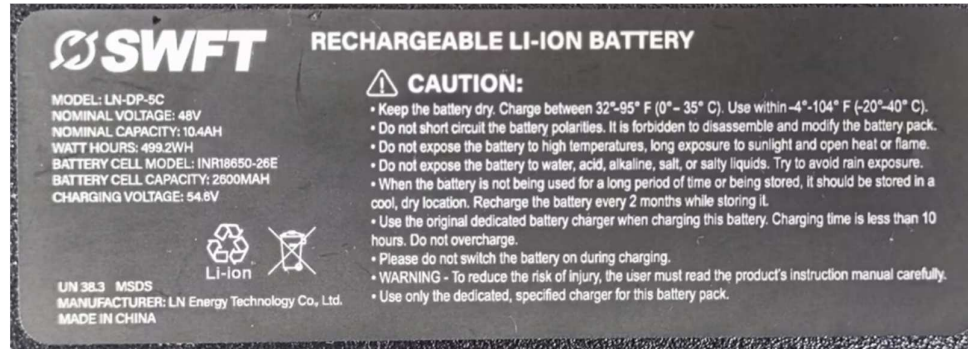 SWFT
RECHARGEABLE LI-ION BATTERY
MODEL: LN-DP-5C
NOMINAL VOLTAGE: 48V
NOMINAL CAPACITY: 10.4AH
WATT HOURS: 499.2WH
BATTERY CELL MODEL: INR18650-26E
BATTERY CELL CAPACITY: 2600MAH
CHARGING VOLTAGE: 54.6V
Li-ion
UN 38.3 MSDS
MANUFACTURER: LN Energy Technology Co., Ltd.
MADE IN CHINA
CAUTION:
• Keep the battery dry. Charge between 32°-95° F (0°– 35° C). Use within -4°-104° F (-20°-40° C).
• Do not short circuit the battery polarities. It is forbidden to disassemble and modify the battery pack.
• Do not expose the battery to high temperatures, long exposure to sunlight and open heat or flame.
• Do not expose the battery to water, acid, alkaline, salt, or salty liquids. Try to avoid rain exposure.
• When the battery is not being used for a long period of time or being stored, it should be stored in a
cool, dry location. Recharge the battery every 2 months while storing it.
• Use the original dedicated battery charger when charging this battery. Charging time is less than 10
hours. Do not overcharge.
• Please do not switch the battery on during charging.
• WARNING - To reduce the risk of injury, the user must read the product's instruction manual carefully.
• Use only the dedicated, specified charger for this battery pack.